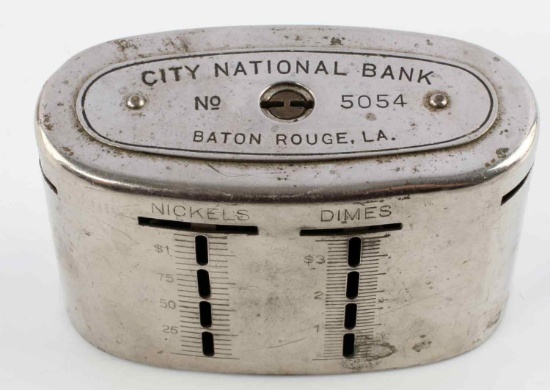 CITY NATIONAL BANK
No 5054
BATON ROUGE, LA.
NICKELS DIMES
$1 $3
75
2
50
1
25